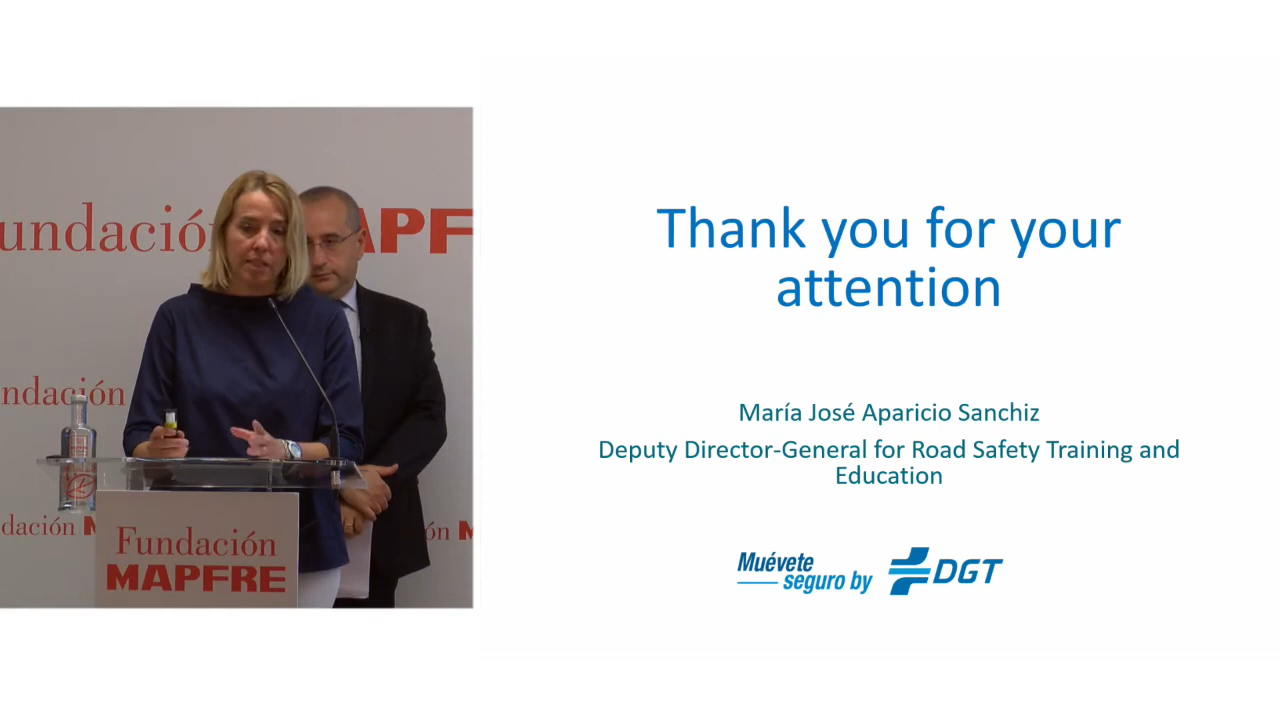 undación
APF
Thank you for your
attention
ndación
María José Aparicio Sanchiz
Deputy Director-General for Road Safety Training and
Education
dación M
ón M
Fundación
MAPFRE
Muévete
seguro by
DGT